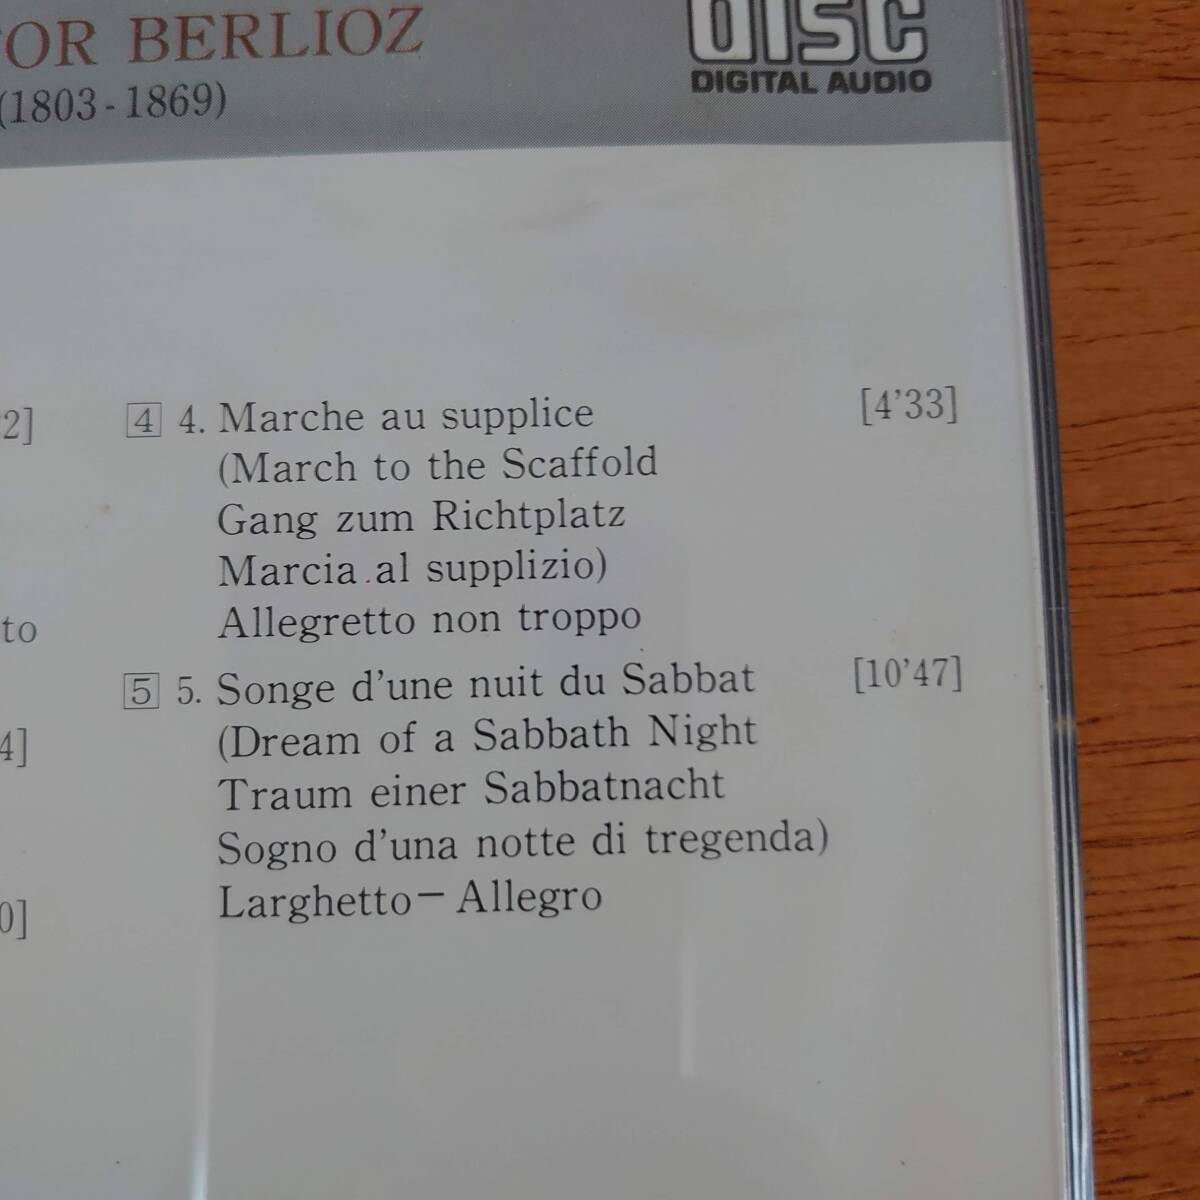 OR BERLIOZ
(1803-1869)
DISC
DIGITAL AUDIO
2]
to
4]
0]
4 4. Marche au supplice [4'33]
(March to the Scaffold
Gang zum Richtplatz
Marcia al supplizio)
Allegretto non troppo
5 5. Songe d'une nuit du Sabbat [10'47]
(Dream of a Sabbath Night
Traum einer Sabbatnacht
Sogno d'una notte di tregenda)
Larghetto－Allegro